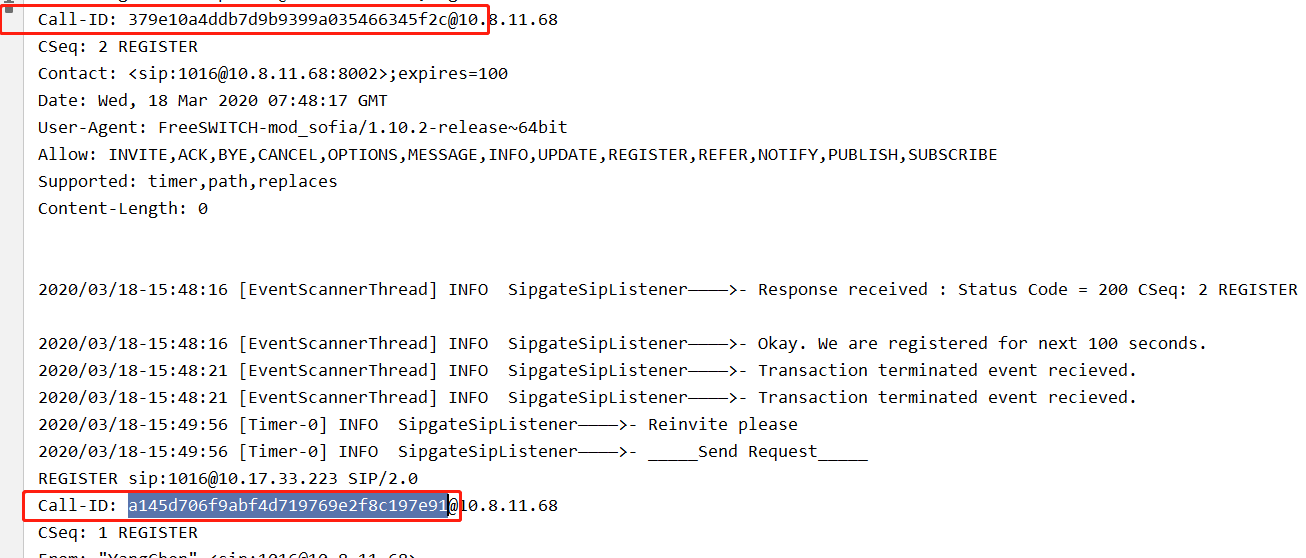 Call-ID: 379e10a4ddb7d9b9399a035466345f2c@10.8.11.68
CSeq: 2 REGISTER
Contact: <sip:1016@10.8.11.68:8002>;expires=100
Date: Wed, 18 Mar 2020 07:48:17 GMT
User-Agent: FreeSWITCH-mod_sofia/1.10.2-release~64bit
Allow: INVITE,ACK,BYE,CANCEL,OPTIONS,MESSAGE,INFO,UPDATE,REGISTER,REFER,NOTIFY,PUBLISH,SUBSCRIBE
Supported: timer,path,replaces
Content-Length: 0
2020/03/18-15:48:16 [EventScannerThread] INFO  SipgateSipListener————>- Response received : Status Code = 200 CSeq: 2 REGISTER
2020/03/18-15:48:16 [EventScannerThread] INFO  SipgateSipListener————>- Okay. We are registered for next 100 seconds.
2020/03/18-15:48:21 [EventScannerThread] INFO  SipgateSipListener————>- Transaction terminated event recieved.
2020/03/18-15:48:21 [EventScannerThread] INFO  SipgateSipListener————>- Transaction terminated event recieved.
2020/03/18-15:49:56 [Timer-0] INFO  SipgateSipListener————>- Reinvite please
2020/03/18-15:49:56 [Timer-0] INFO  SipgateSipListener————>- _____Send Request_____
REGISTER sip:1016@10.17.33.223 SIP/2.0
Call-ID: a145d706f9abf4d719769e2f8c197e91@10.8.11.68
CSeq: 1 REGISTER
From: "YangChen" <sip:1016@10.8.11.68>